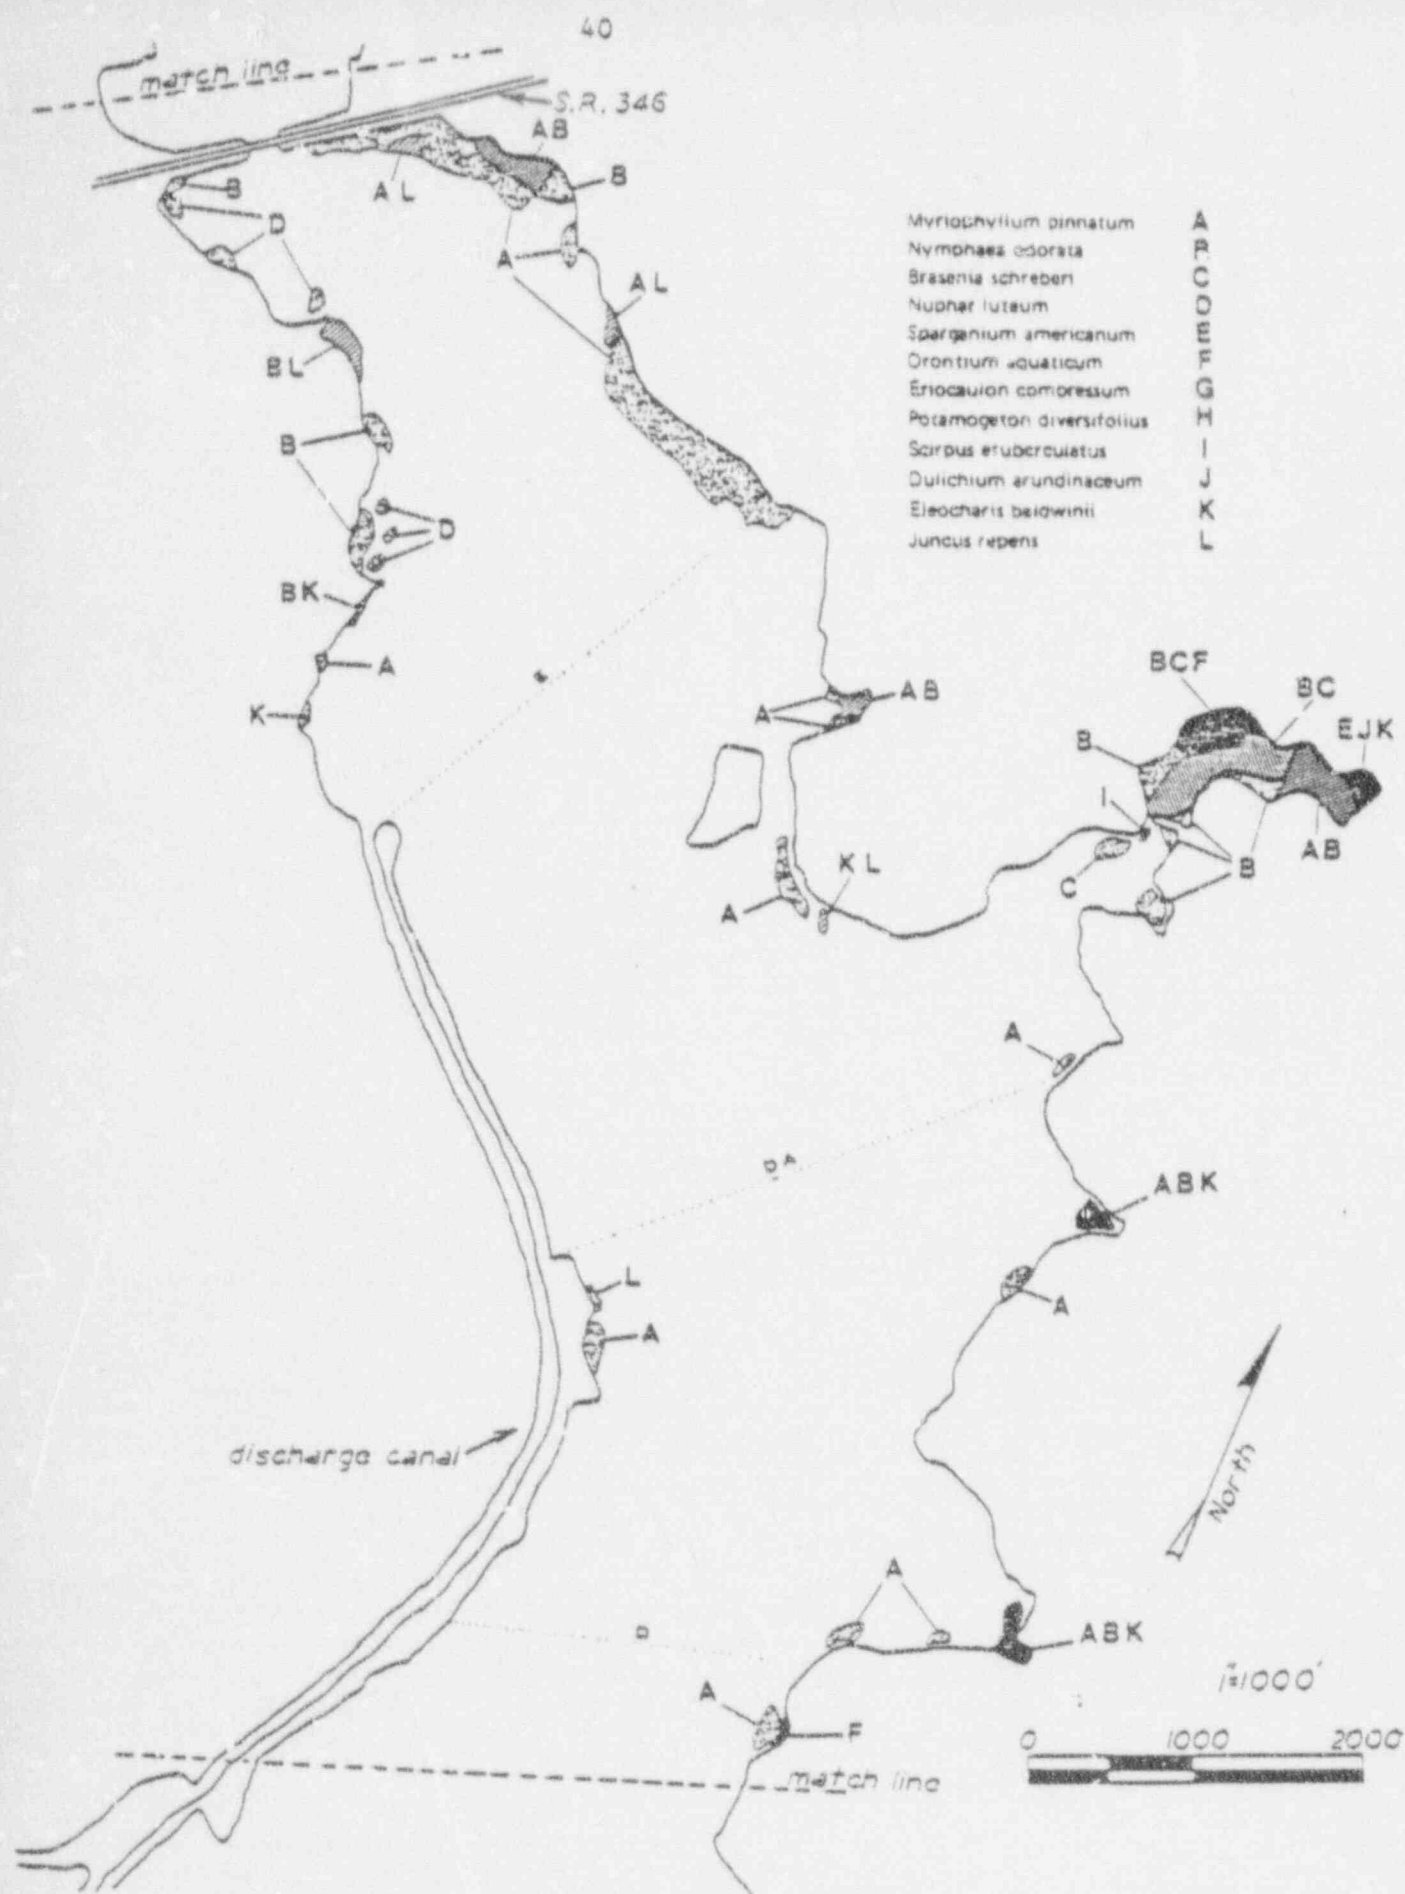 40
match line
S.R. 346
AB
B
AL
B
D
A
AL
BL
B
D
BK
A
K
Myriophyllum pinnatum A
Nymphaea odorata B
Brasenia schreberi C
Nuphar luteum D
Sparganium americanum E
Orontium aquaticum F
Eriocaulon compressum G
Potamogeton diversifolius H
Scirpus etuberculatus I
Dulichium arundinaceum J
Eleocharis baldwinii K
Juncus repens L
BCF
BC
EJK
AB
A
B
I
KL
C
B
AB
A
A
ABK
L
A
A
discharge canal
North
A
ABK
A
F
1"=1000'
0 1000 2000
match line